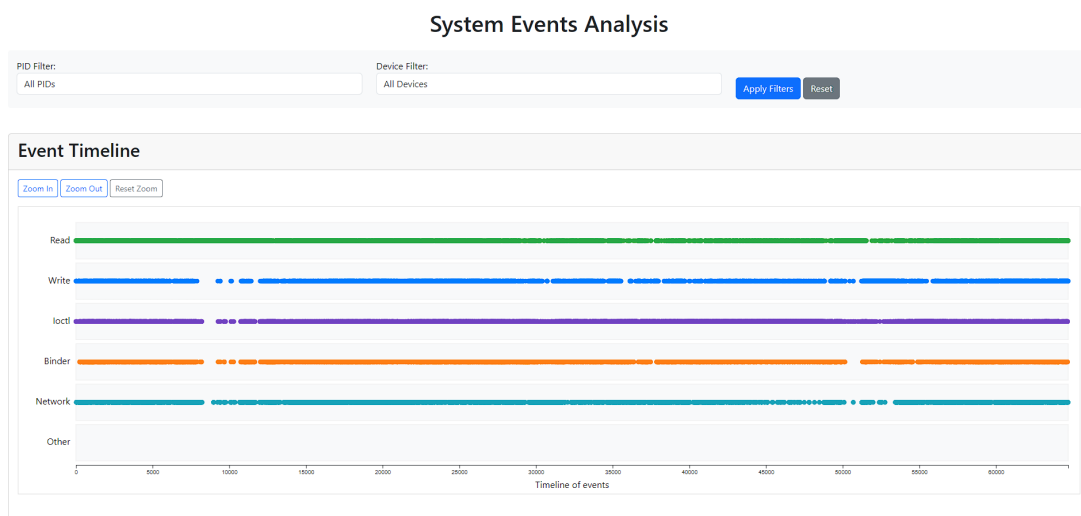 System Events Analysis
PID Filter: Device Filter:
All PIDs All Devices Apply Filters Reset
Event Timeline
Zoom In Zoom Out Reset Zoom
Read
Write
Ioctl
Binder
Network
Other
0 5000 10000 15000 20000 25000 30000 35000 40000 45000 50000 55000 60000
Timeline of events